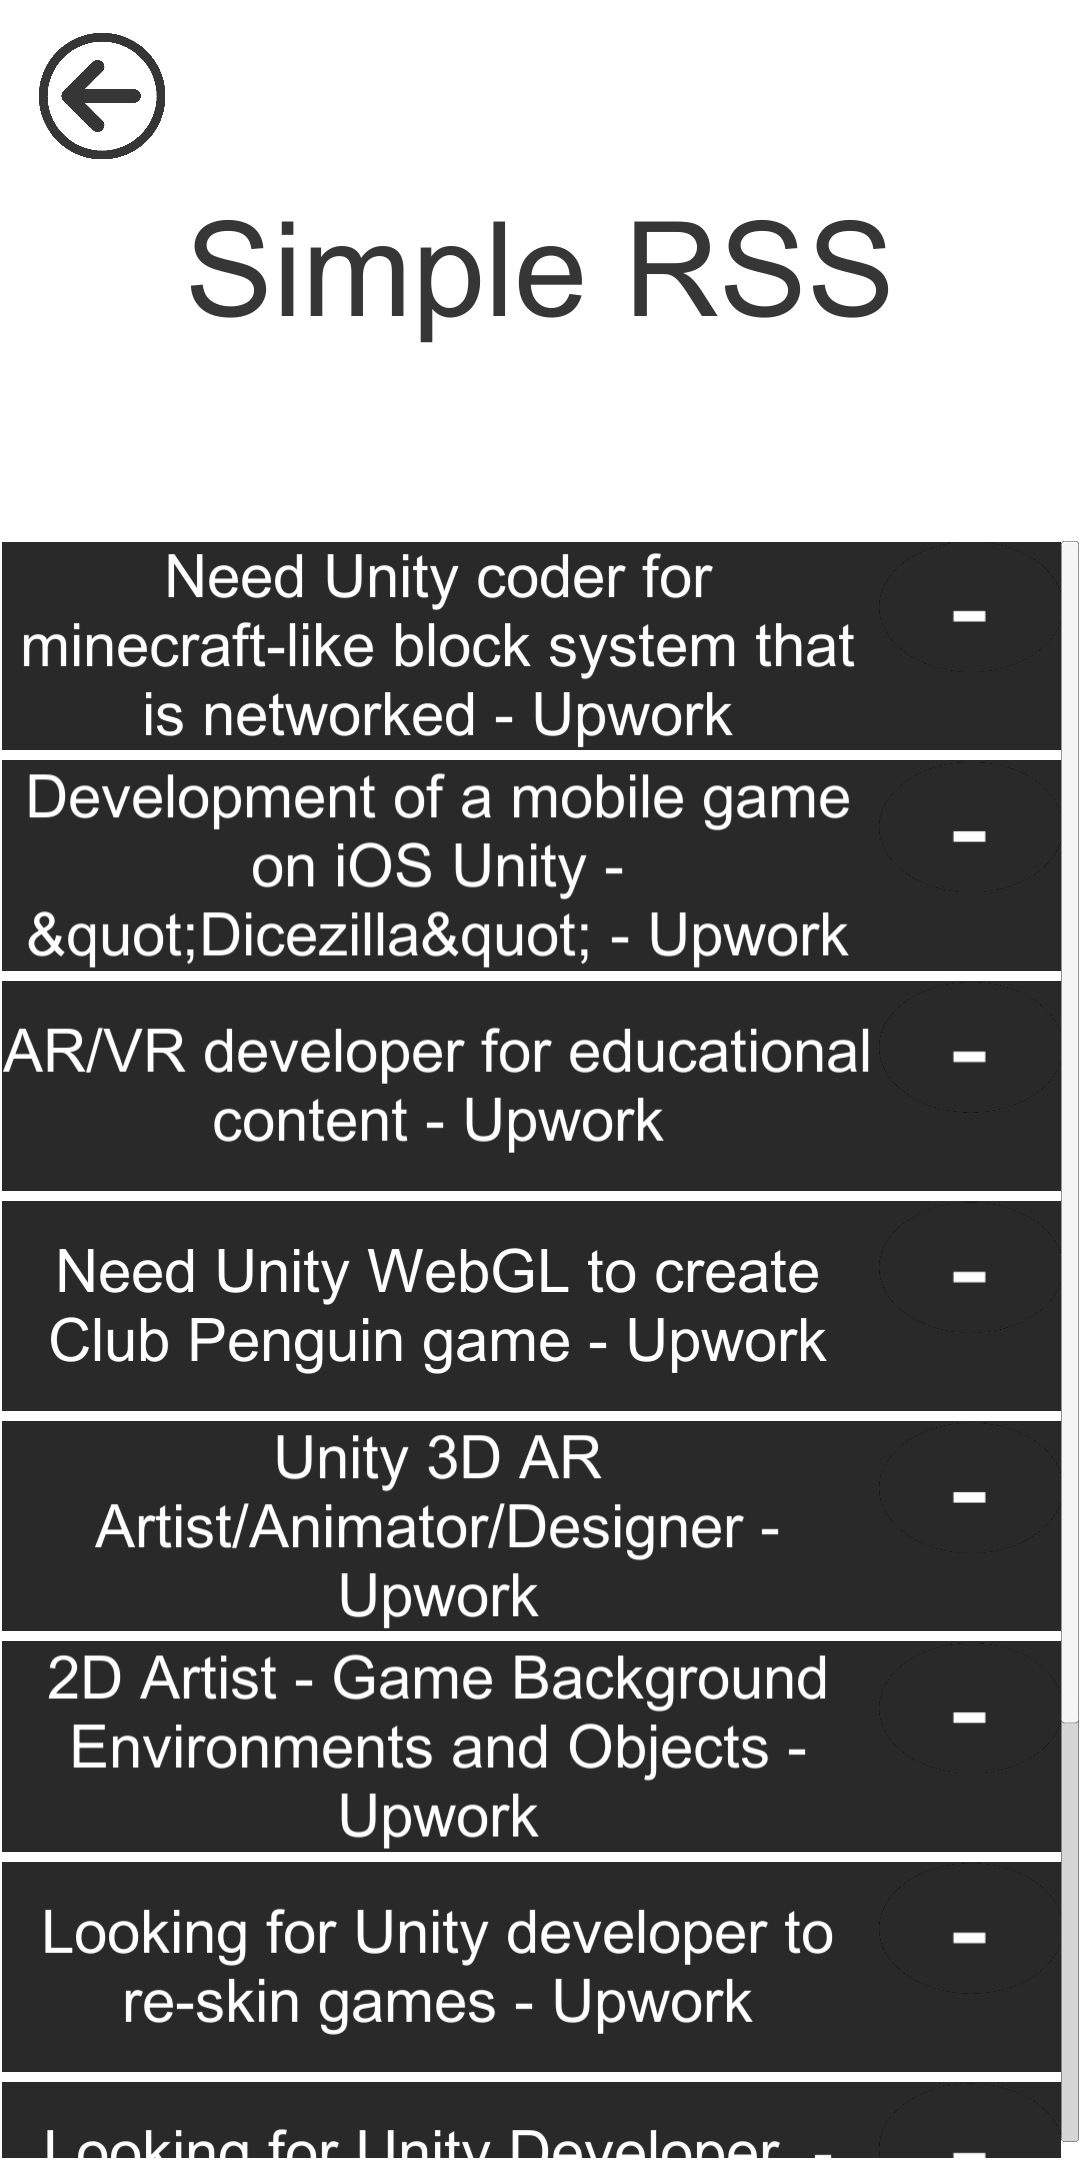 Simple RSS
Need Unity coder for
minecraft-like block system that
is networked - Upwork
-
Development of a mobile game
on iOS Unity -
&quot;Dicezilla&quot; - Upwork
-
AR/VR developer for educational
content - Upwork
-
Need Unity WebGL to create
Club Penguin game - Upwork
-
Unity 3D AR
Artist/Animator/Designer -
Upwork
-
2D Artist - Game Background
Environments and Objects -
Upwork
-
Looking for Unity developer to
re-skin games - Upwork
-
Looking for Unity Developer -
-